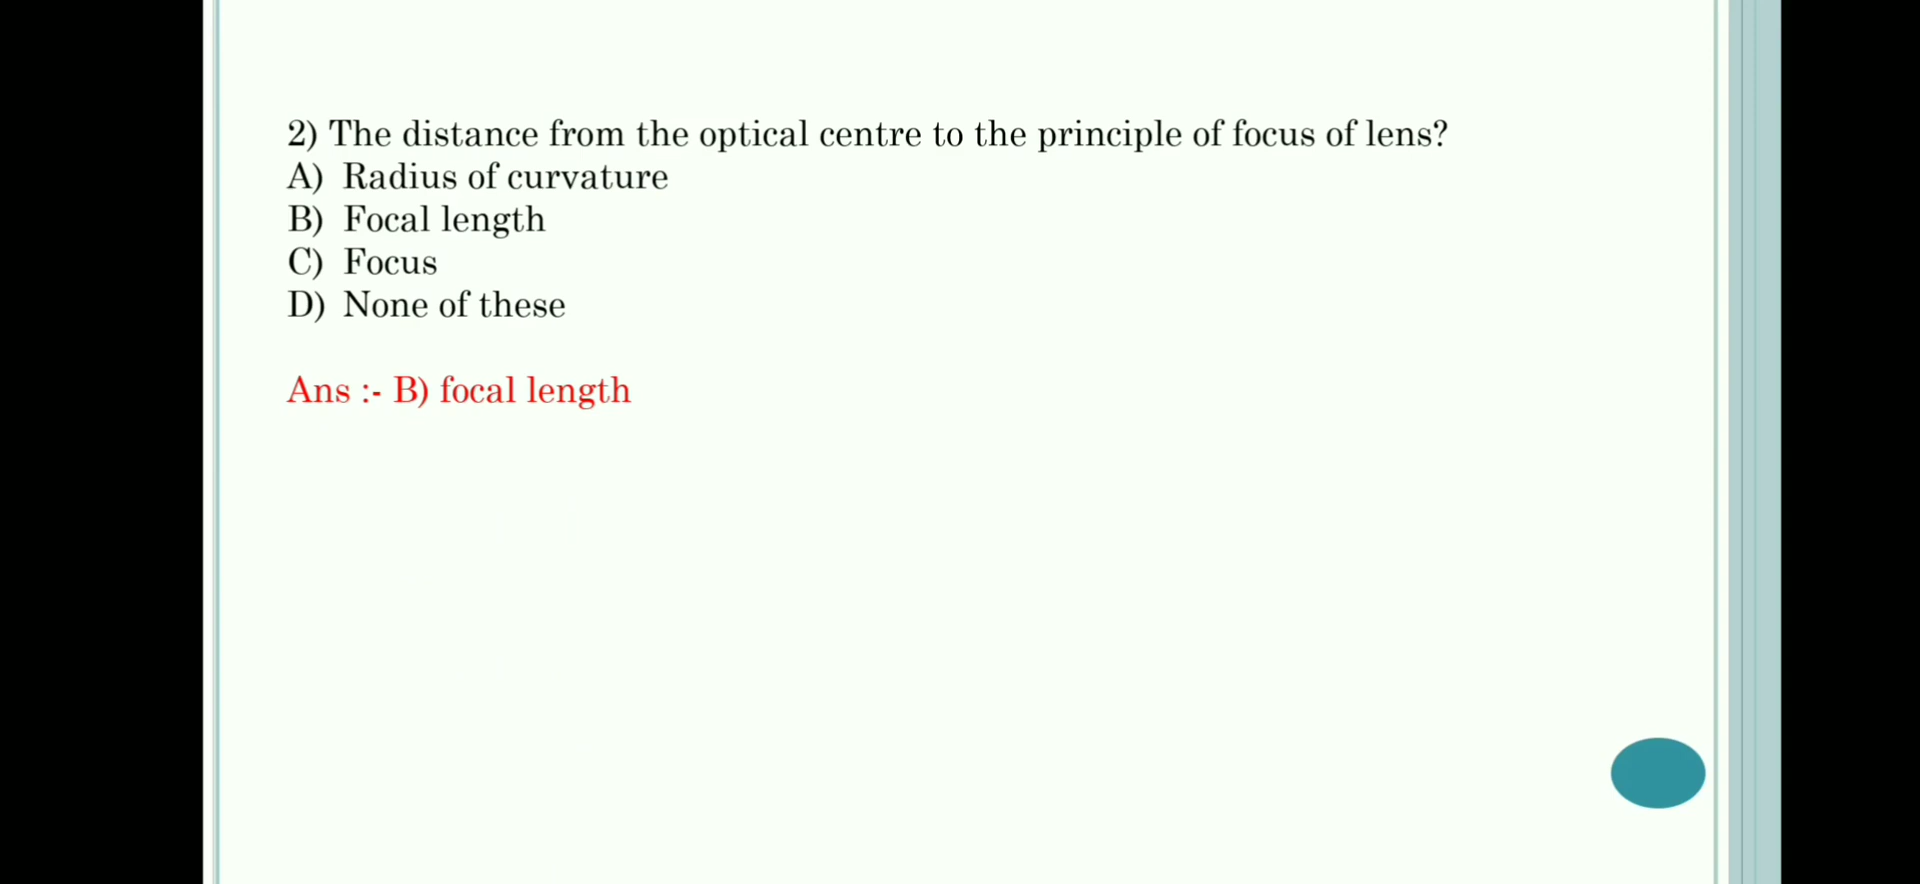 2) The distance from the optical centre to the principle of focus of lens?
A) Radius of curvature
B) Focal length
C) Focus
D) None of these
Ans :- B) focal length